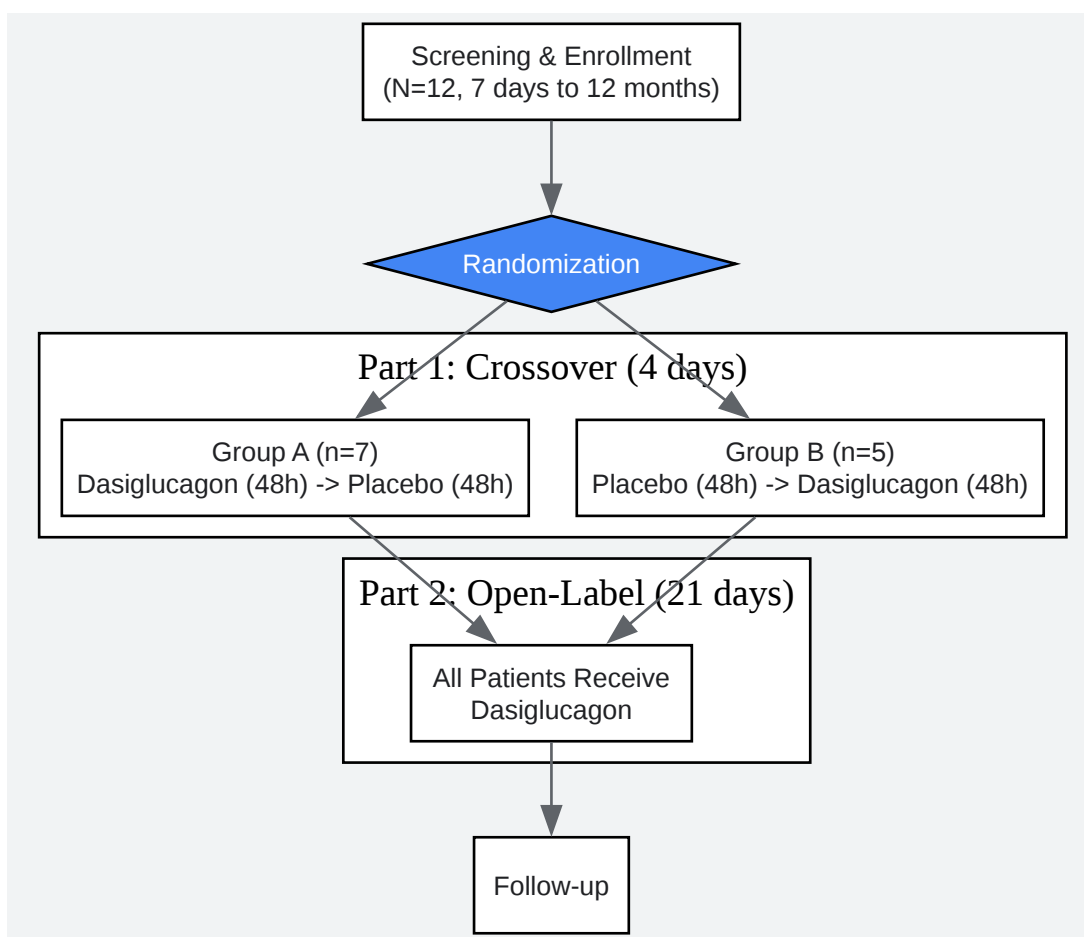 Screening & Enrollment
(N=12, 7 days to 12 months)
Randomization
Part 1: Crossover (4 days)
Group A (n=7)
Dasiglucagon (48h) -> Placebo (48h)
Group B (n=5)
Placebo (48h) -> Dasiglucagon (48h)
Part 2: Open-Label (21 days)
All Patients Receive
Dasiglucagon
Follow-up